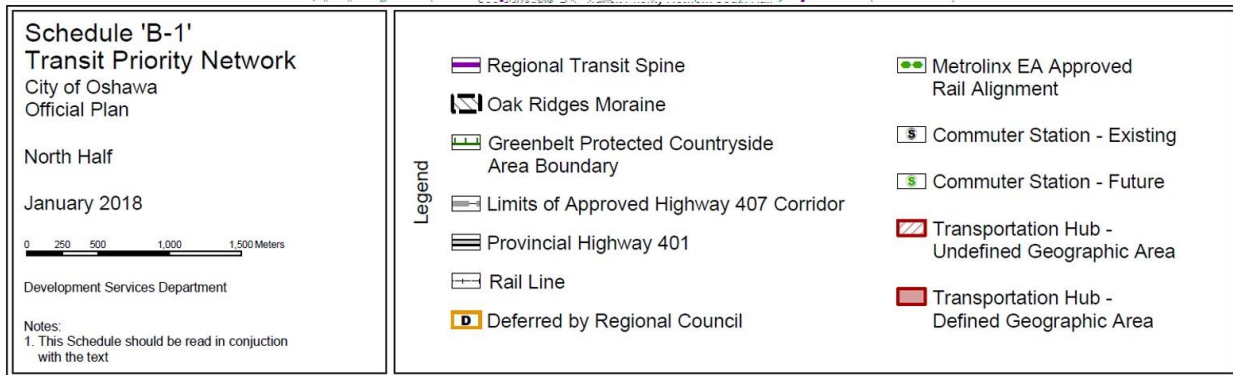 Schedule 'B-1'
Transit Priority Network
City of Oshawa
Official Plan
North Half
January 2018
0 250 500 1,000 1,500 Meters
Development Services Department
Notes:
1. This Schedule should be read in conjuction
with the text
Legend
Regional Transit Spine
Oak Ridges Moraine
Greenbelt Protected Countryside
Area Boundary
Limits of Approved Highway 407 Corridor
Provincial Highway 401
Rail Line
D Deferred by Regional Council
Metrolinx EA Approved
Rail Alignment
S Commuter Station - Existing
S Commuter Station - Future
Transportation Hub -
Undefined Geographic Area
Transportation Hub -
Defined Geographic Area